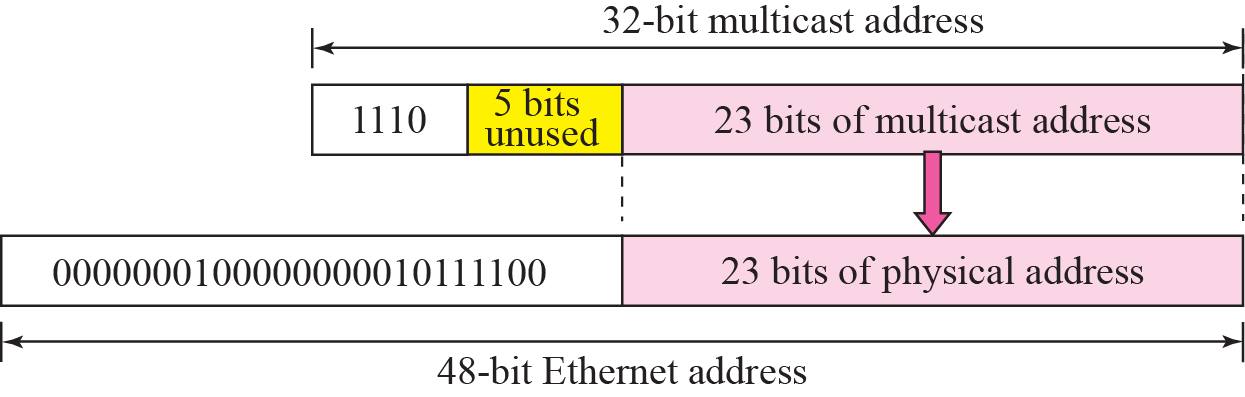 32-bit multicast address
1110
5 bits
unused
23 bits of multicast address
00000001000000000010111100
23 bits of physical address
48-bit Ethernet address